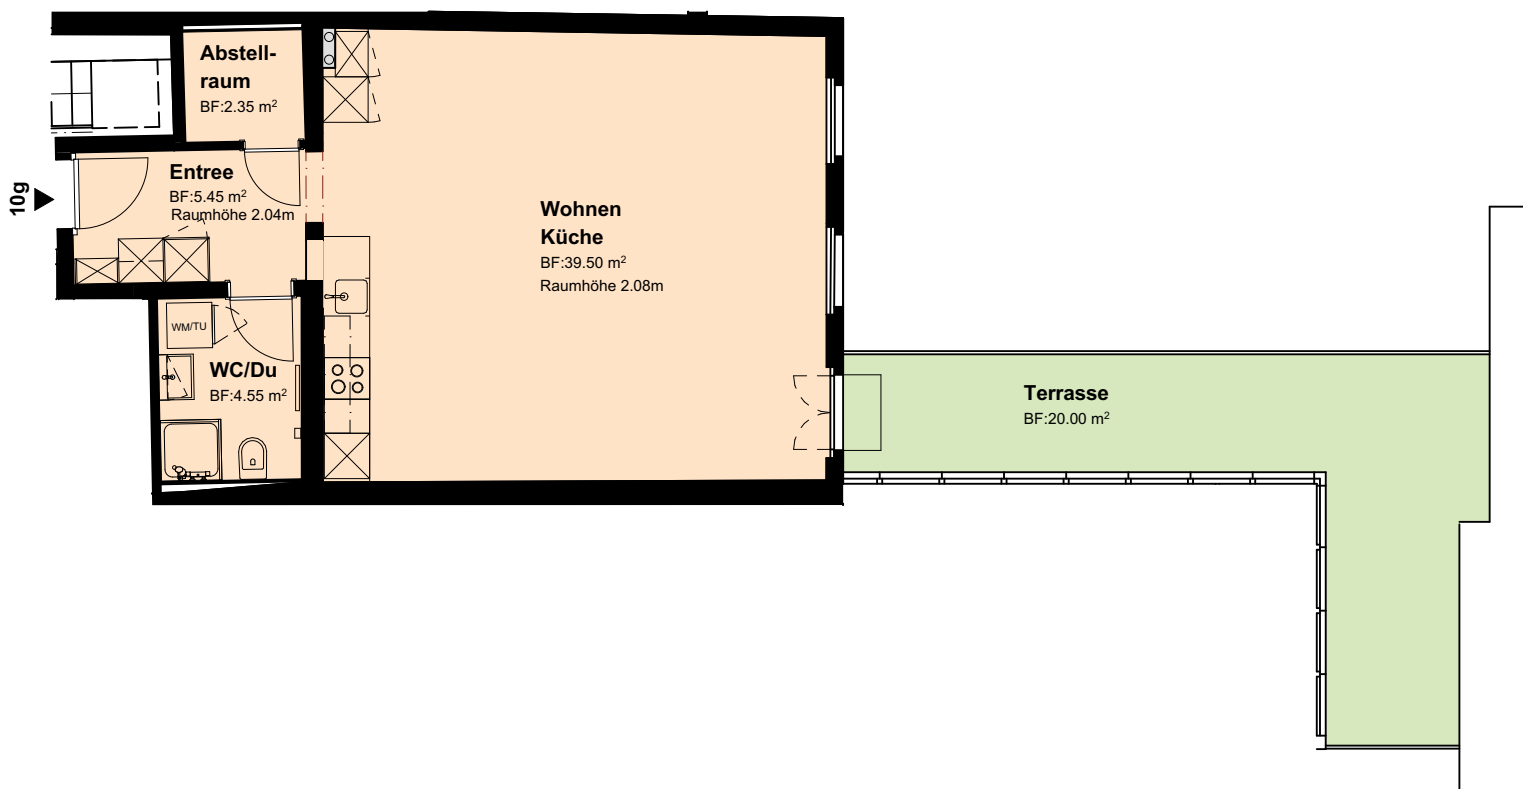 Abstell-
raum
BF:2.35 m²
10g
Entree
BF:5.45 m²
Raumhöhe 2.04m
Wohnen
Küche
BF:39.50 m²
Raumhöhe 2.08m
WM/TU
WC/Du
BF:4.55 m²
Terrasse
BF:20.00 m²